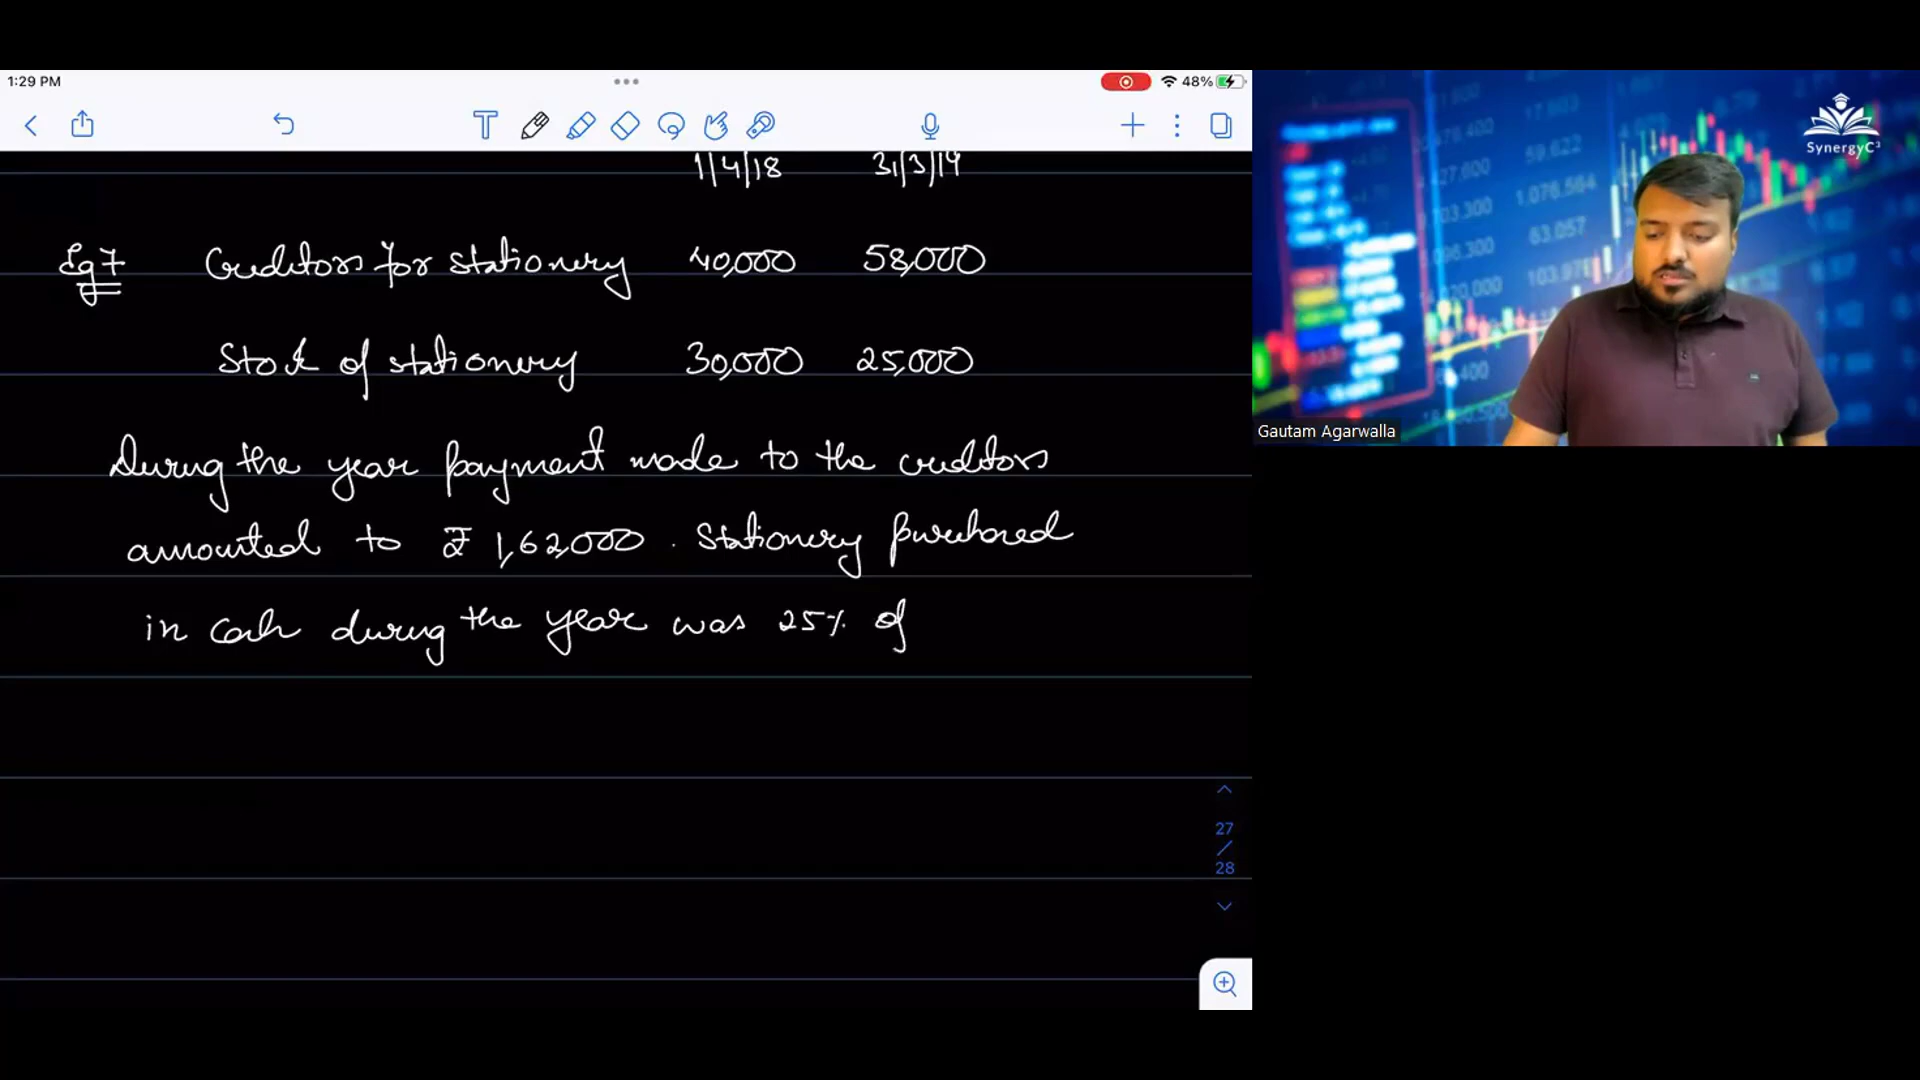 1:29 PM
48%
SynergyC³
1/4/18 31/3/19
Eg 7 Creditors for stationery 40,000 58,000
Stock of stationery 30,000 25,000
During the year payment made to the creditors
amounted to ₹ 1,62,000. Stationery purchased
in cash during the year was 25% of
Gautam Agarwalla
27
/
28